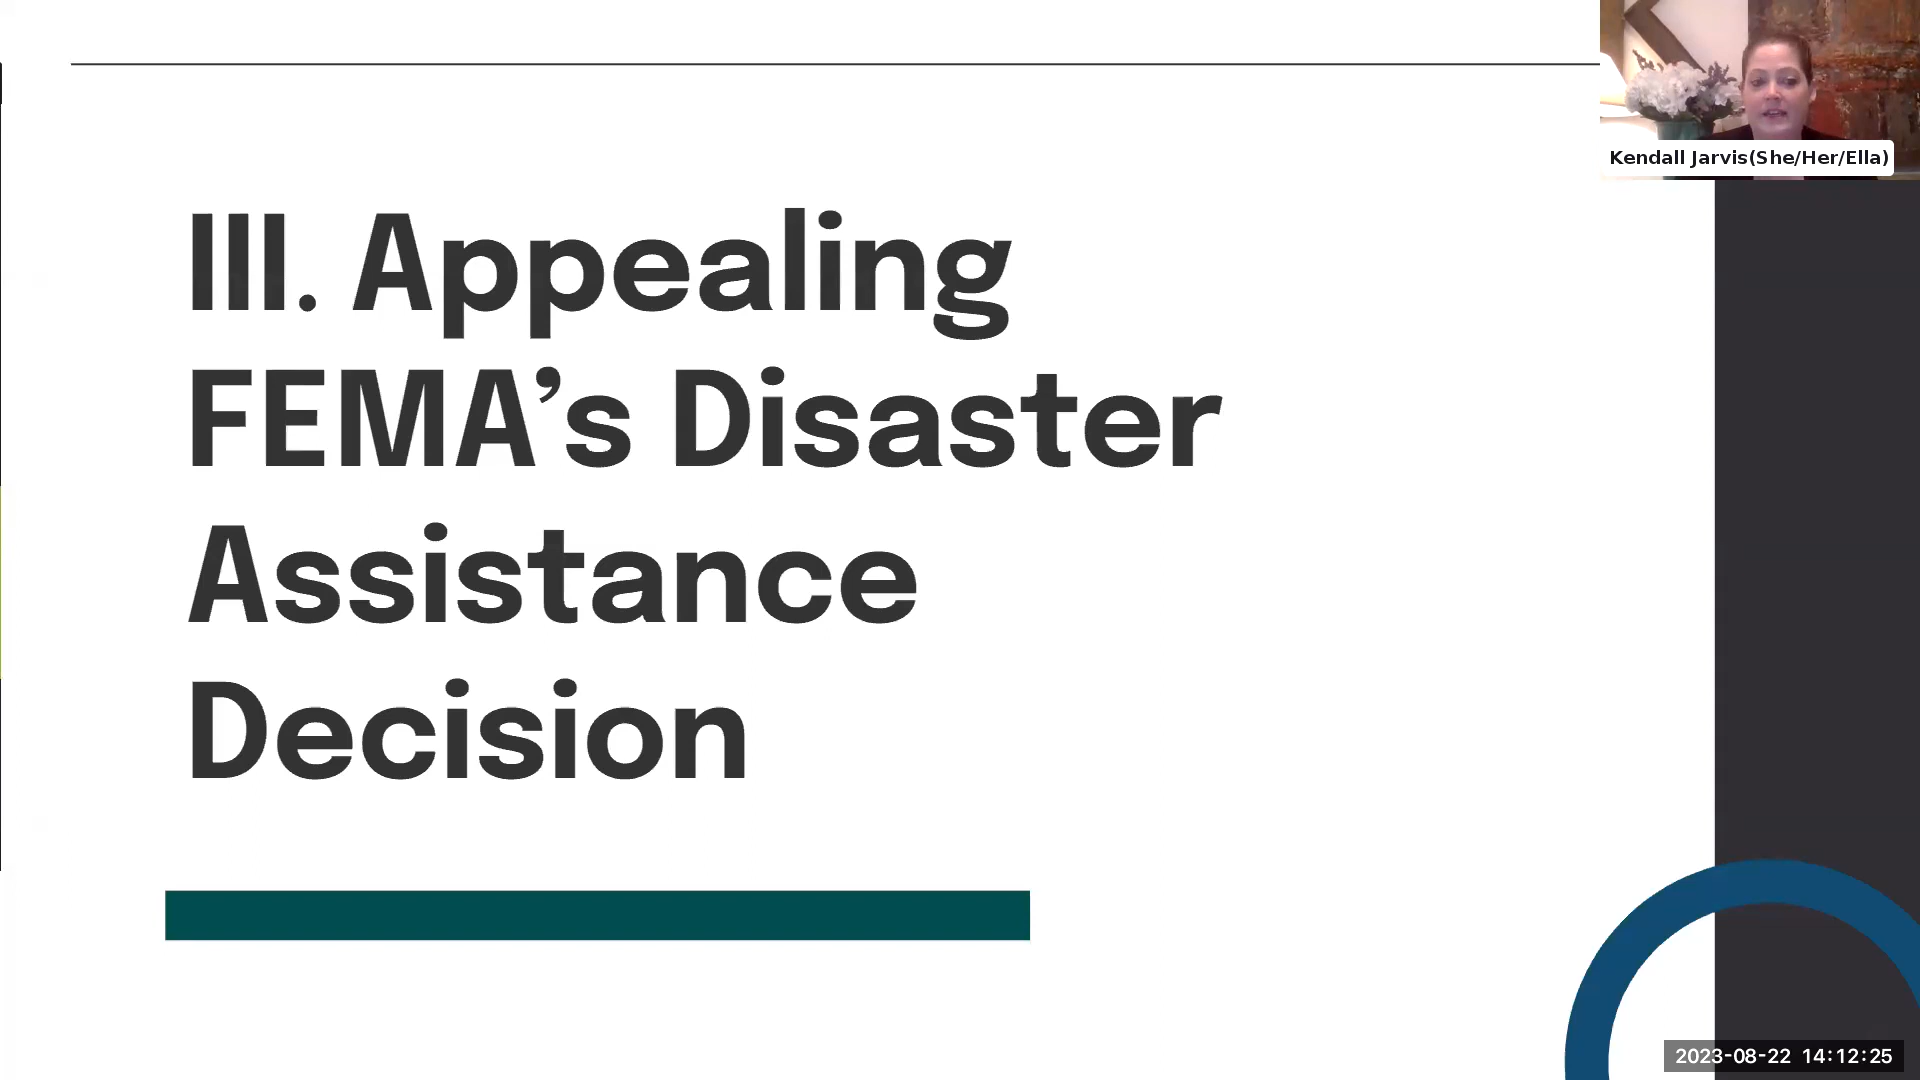 Kendall Jarvis(She/Her/Ella)
III. Appealing
FEMA’s Disaster
Assistance
Decision
2023-08-22 14:12:25